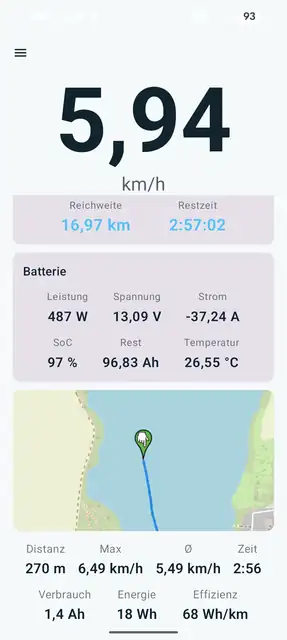 93
5,94
km/h
Reichweite Restzeit
16,97 km 2:57:02
Batterie
Leistung Spannung Strom
487 W 13,09 V -37,24 A
SoC Rest Temperatur
97 % 96,83 Ah 26,55 °C
Distanz Max Ø Zeit
270 m 6,49 km/h 5,49 km/h 2:56
Verbrauch Energie Effizienz
1,4 Ah 18 Wh 68 Wh/km